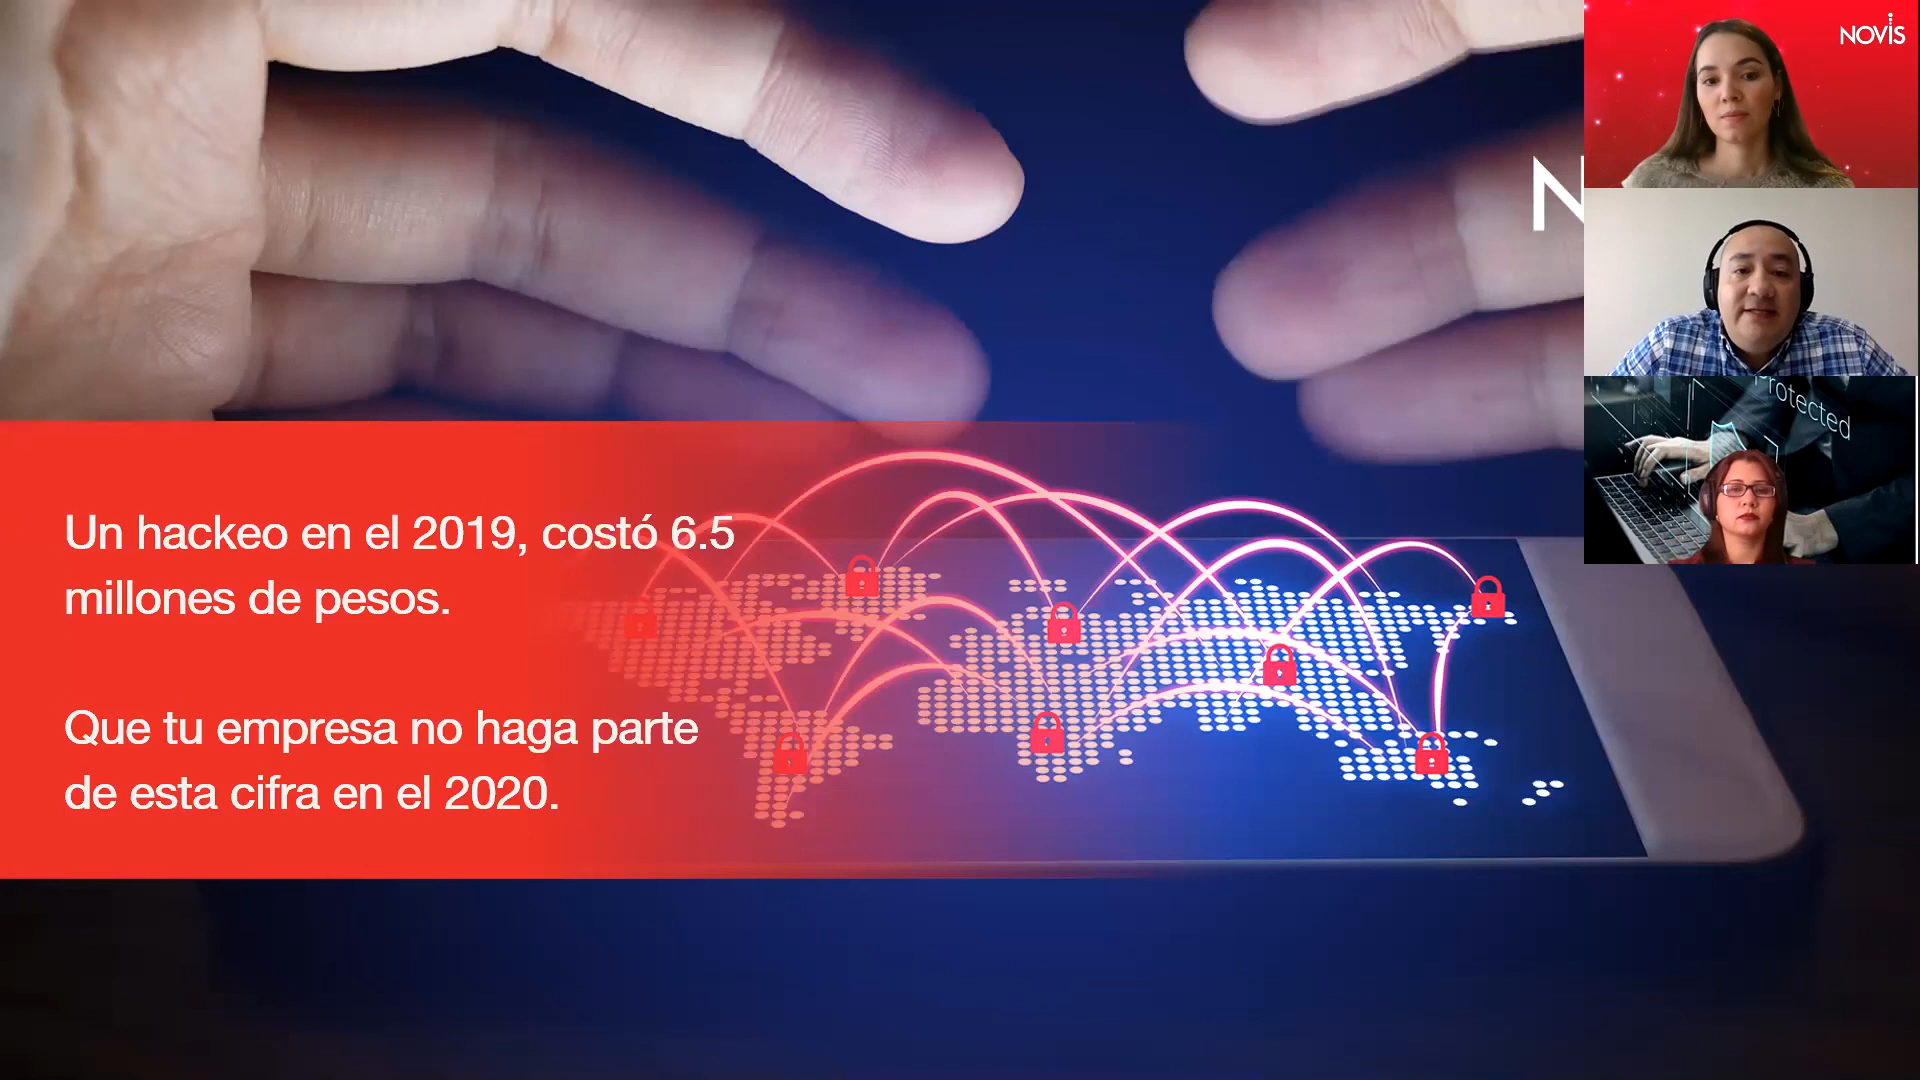 Un hackeo en el 2019, costó 6.5
millones de pesos.
Que tu empresa no haga parte
de esta cifra en el 2020.
N
NOVIS
Protected